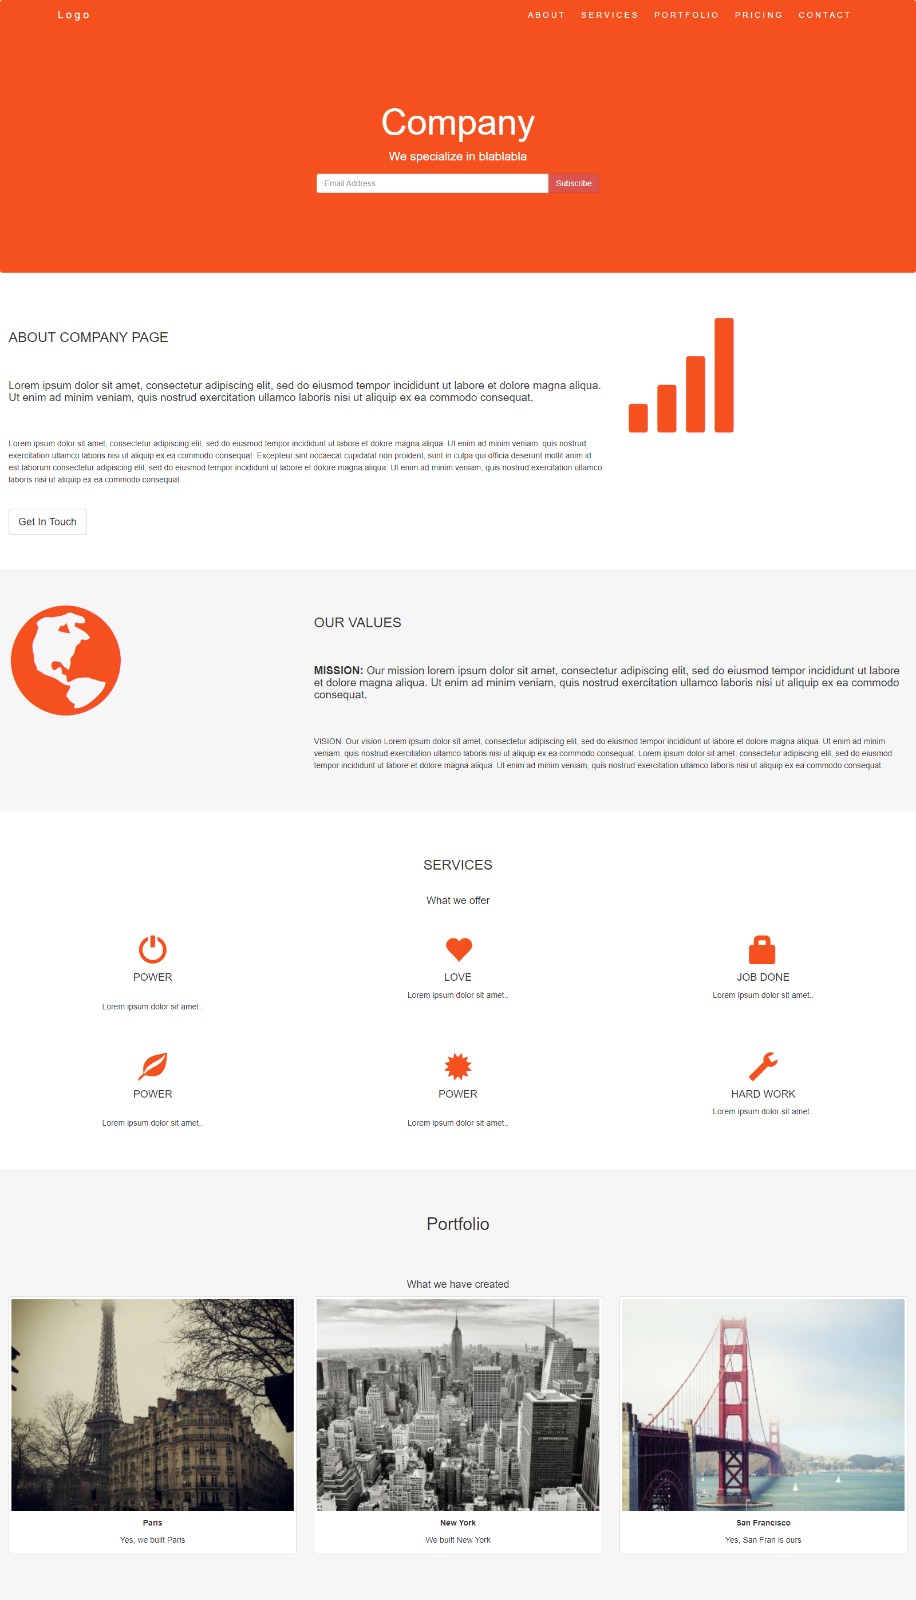 Logo
ABOUT SERVICES PORTFOLIO PRICING CONTACT
Company
We specialize in blablabla
Email Address
Subscribe
ABOUT COMPANY PAGE
Lorem ipsum dolor sit amet, consectetur adipiscing elit, sed do eiusmod tempor incididunt ut labore et dolore magna aliqua.
Ut enim ad minim veniam, quis nostrud exercitation ullamco laboris nisi ut aliquip ex ea commodo consequat.
Lorem ipsum dolor sit amet, consectetur adipiscing elit, sed do eiusmod tempor incididunt ut labore et dolore magna aliqua. Ut enim ad minim veniam, quis nostrud
exercitation ullamco laboris nisi ut aliquip ex ea commodo consequat. Excepteur sint occaecat cupidatat non proident, sunt in culpa qui officia deserunt mollit anim id
est laborum consectetur adipiscing elit, sed do eiusmod tempor incididunt ut labore et dolore magna aliqua. Ut enim ad minim veniam, quis nostrud exercitation ullamco
laboris nisi ut aliquip ex ea commodo consequat.
Get In Touch
OUR VALUES
MISSION: Our mission lorem ipsum dolor sit amet, consectetur adipiscing elit, sed do eiusmod tempor incididunt ut labore
et dolore magna aliqua. Ut enim ad minim veniam, quis nostrud exercitation ullamco laboris nisi ut aliquip ex ea commodo
consequat.
VISION: Our vision Lorem ipsum dolor sit amet, consectetur adipiscing elit, sed do eiusmod tempor incididunt ut labore et dolore magna aliqua. Ut enim ad minim
veniam, quis nostrud exercitation ullamco laboris nisi ut aliquip ex ea commodo consequat. Lorem ipsum dolor sit amet, consectetur adipiscing elit, sed do eiusmod
tempor incididunt ut labore et dolore magna aliqua. Ut enim ad minim veniam, quis nostrud exercitation ullamco laboris nisi ut aliquip ex ea commodo consequat.
SERVICES
What we offer
POWER
Lorem ipsum dolor sit amet..
LOVE
Lorem ipsum dolor sit amet..
JOB DONE
Lorem ipsum dolor sit amet..
POWER
Lorem ipsum dolor sit amet..
POWER
Lorem ipsum dolor sit amet..
HARD WORK
Lorem ipsum dolor sit amet..
Portfolio
What we have created
Paris
Yes, we built Paris
New York
We built New York
San Francisco
Yes, San Fran is ours